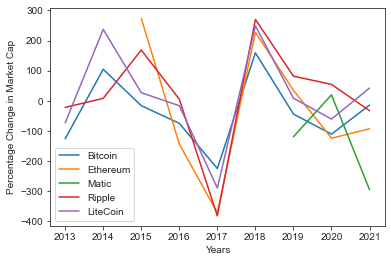 300
200
100
0
−100
−200
−300
−400
Percentage Change in Market Cap
Bitcoin
Ethereum
Matic
Ripple
LiteCoin
2013 2014 2015 2016 2017 2018 2019 2020 2021
Years